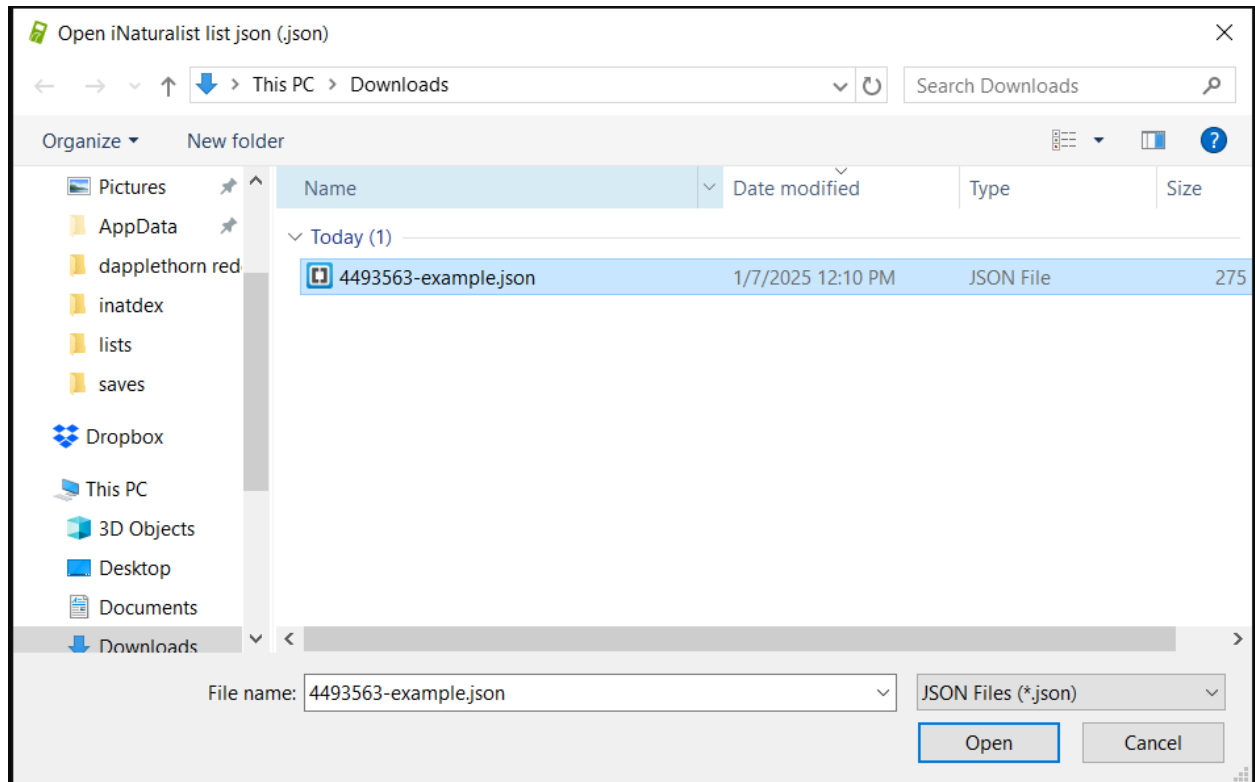 Open iNaturalist list json (.json)
This PC > Downloads
Search Downloads
Organize
New folder
?
Name
Date modified
Type
Size
Pictures
AppData
dapplethorn red
inatdex
lists
saves
Dropbox
This PC
3D Objects
Desktop
Documents
Downloads
Today (1)
4493563-example.json 1/7/2025 12:10 PM JSON File 275
File name: 4493563-example.json
JSON Files (*.json)
Open
Cancel